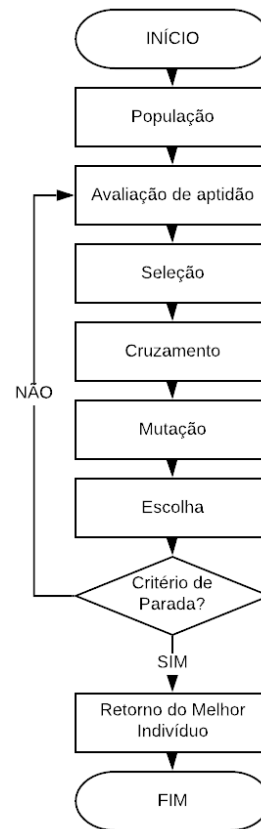 INÍCIO
População
Avaliação de aptidão
Seleção
Cruzamento
NÃO
Mutação
Escolha
Critério de
Parada?
SIM
Retorno do Melhor
Indivíduo
FIM